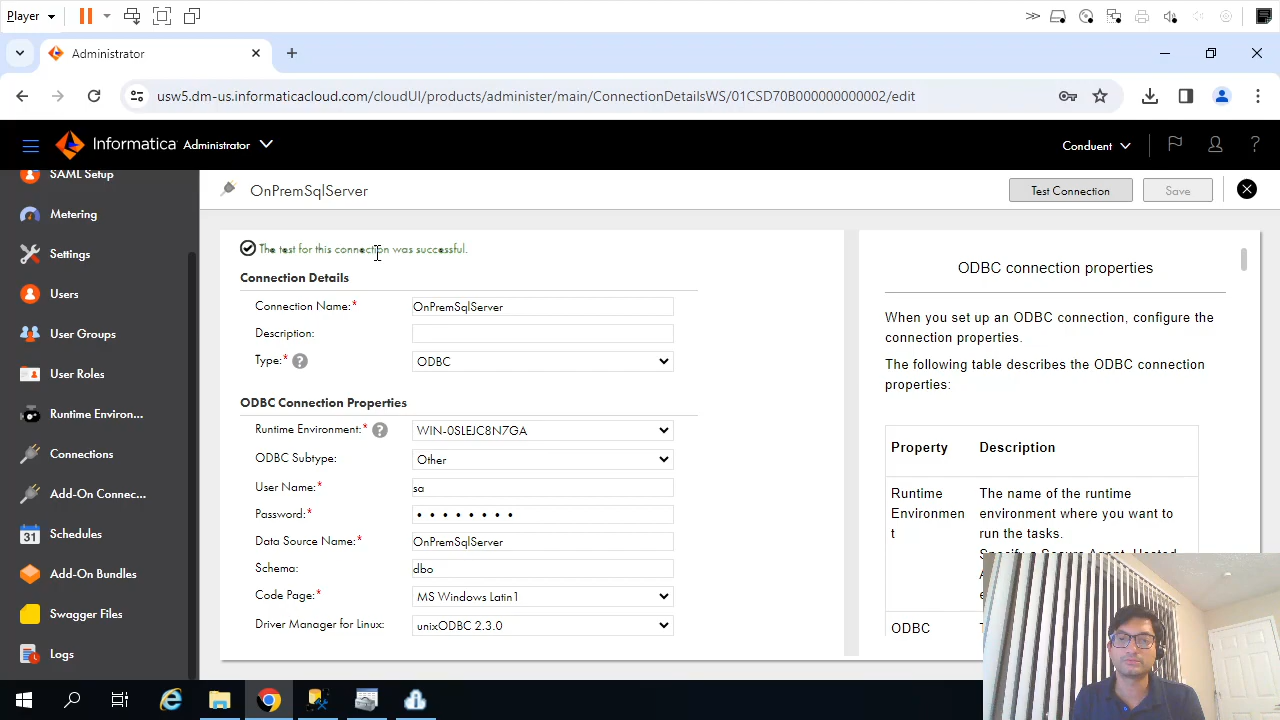 Player
Administrator
usw5.dm-us.informaticacloud.com/cloudUI/products/administer/main/ConnectionDetailsWS/01CSD70B000000000002/edit
Informatica Administrator
Conduent
SAML Setup
Metering
Settings
Users
User Groups
User Roles
Runtime Environ...
Connections
Add-On Connec...
31 Schedules
Add-On Bundles
Swagger Files
Logs
OnPremSqlServer
Test Connection
Save
The test for this connection was successful.
Connection Details
Connection Name:* OnPremSqlServer
Description:
Type:* ? ODBC
ODBC Connection Properties
Runtime Environment:* ? WIN-0SLEJC8N7GA
ODBC Subtype: Other
User Name:* sa
Password:* • • • • • • • •
Data Source Name:* OnPremSqlServer
Schema: dbo
Code Page:* MS Windows Latin1
Driver Manager for Linux: unixODBC 2.3.0
ODBC connection properties
When you set up an ODBC connection, configure the
connection properties.
The following table describes the ODBC connection
properties:
Property Description
Runtime The name of the runtime
Environmen environment where you want to
t run the tasks.
ODBC